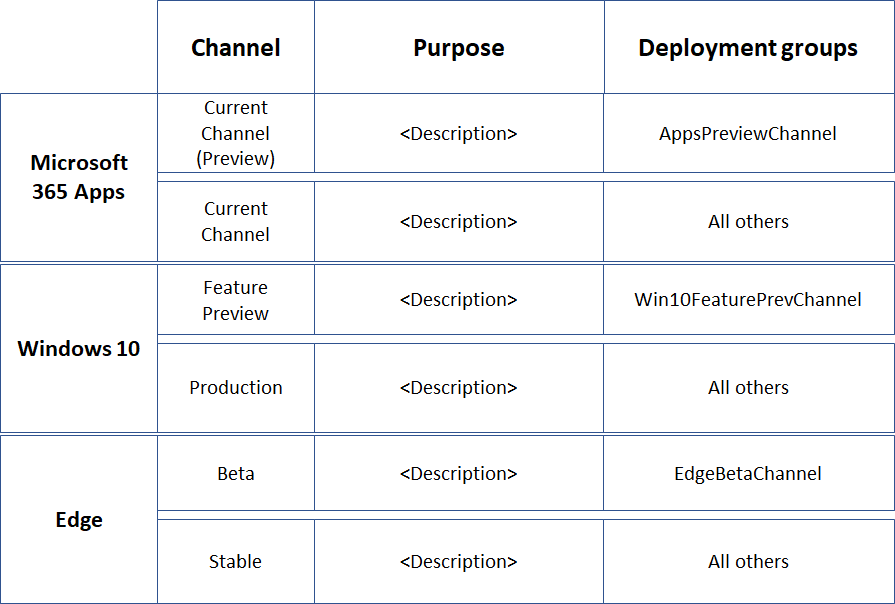 Channel
Purpose
Deployment groups
Microsoft
365 Apps
Current
Channel
(Preview)
<Description>
AppsPreviewChannel
Current
Channel
<Description>
All others
Windows 10
Feature
Preview
<Description>
Win10FeaturePrevChannel
Production
<Description>
All others
Edge
Beta
<Description>
EdgeBetaChannel
Stable
<Description>
All others